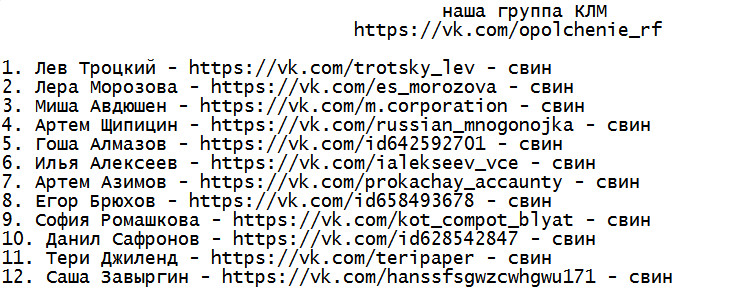 наша группа КЛМ
https://vk.com/opolchenie_rf
1. Лев Троцкий - https://vk.com/trotsky_lev - свин
2. Лера Морозова - https://vk.com/es_morozova - свин
3. Миша Авдюшен - https://vk.com/m.corporation - свин
4. Артем Щипицин - https://vk.com/russian_mnogonojka - свин
5. Гоша Алмазов - https://vk.com/id642592701 - свин
6. Илья Алексеев - https://vk.com/ialekseev_vce - свин
7. Артем Азимов - https://vk.com/prokachay_accaunty - свин
8. Егор Брюхов - https://vk.com/id658493678 - свин
9. София Ромашкова - https://vk.com/kot_compot_blyat - свин
10. Данил Сафронов - https://vk.com/id628542847 - свин
11. Тери Джиленд - https://vk.com/teripaper - свин
12. Саша Завыргин - https://vk.com/hanssfsgwzcwhgwu171 - свин